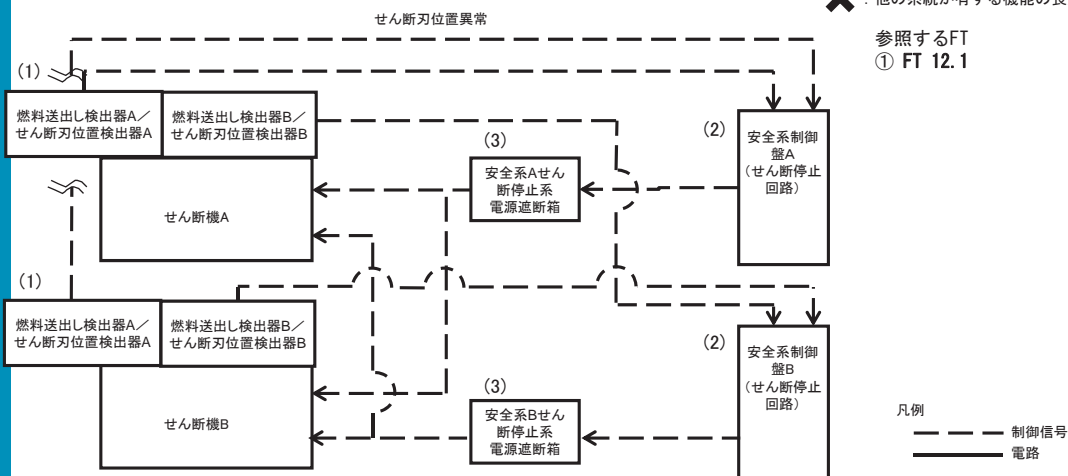 せん断刃位置異常
:他の系統が有する機能の喪
参照するFT
① FT 12.1
(1)
燃料送出し検出器A/
せん断刃位置検出器A
燃料送出し検出器B/
せん断刃位置検出器B
せん断機A
(3)
安全系Aせん
断停止系
電源遮断箱
(2)
安全系制御
盤A
(せん断停止
回路)
(1)
燃料送出し検出器A/
せん断刃位置検出器A
燃料送出し検出器B/
せん断刃位置検出器B
せん断機B
(3)
安全系Bせん
断停止系
電源遮断箱
(2)
安全系制御
盤B
(せん断停止
回路)
凡例
制御信号
電路